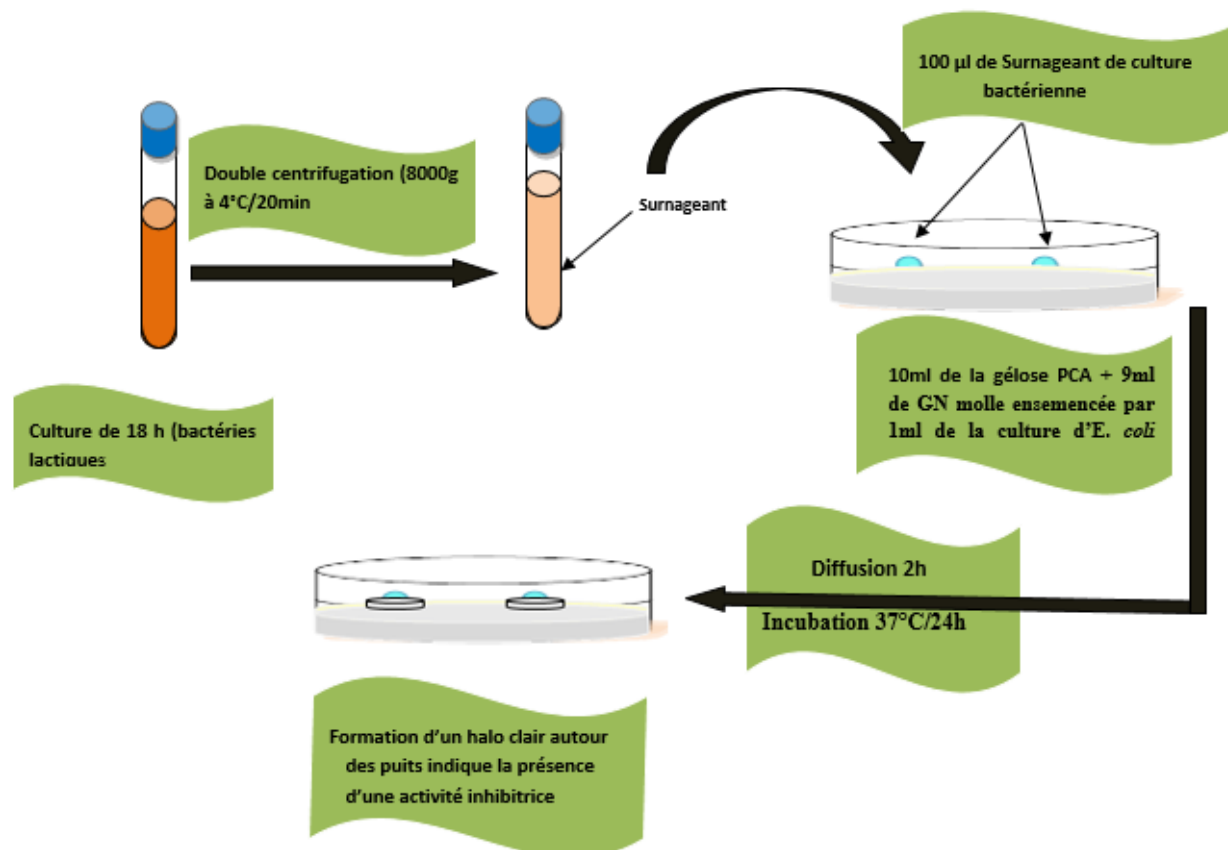 100 µl de Surnageant de culture
bactérienne
Double centrifugation (8000g
à 4°C/20min
Surnageant
Culture de 18 h (bactéries
lactiques
10ml de la gélose PCA + 9ml
de GN molle ensemencée par
1ml de la culture d’E. coli
Diffusion 2h
Incubation 37°C/24h
Formation d’un halo clair autour
des puits indique la présence
d’une activité inhibitrice